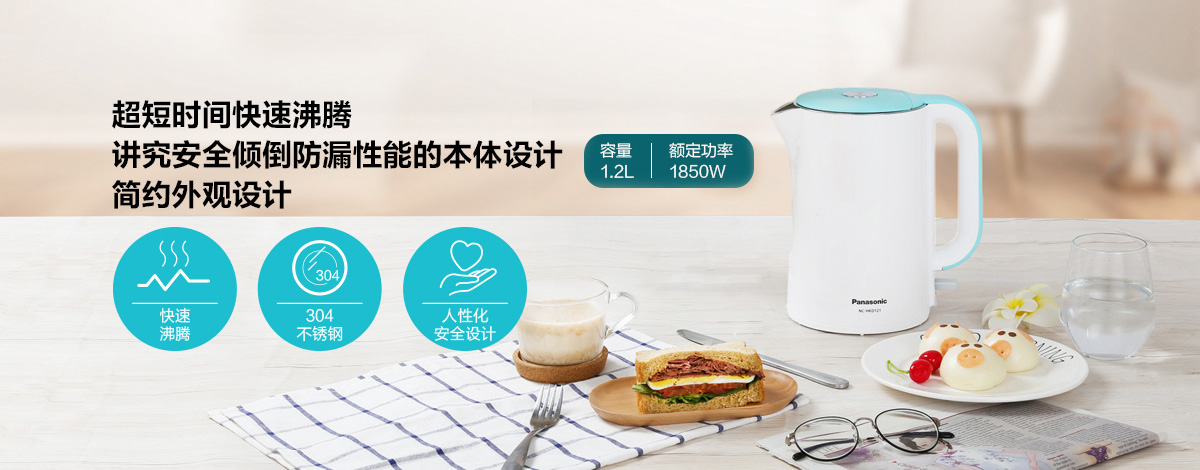 超短时间快速沸腾
讲究安全倾倒防漏性能的本体设计
简约外观设计
容量
1.2L
额定功率
1850W
304
快速
沸腾
304
不锈钢
人性化
安全设计
Panasonic
NC-HKD121